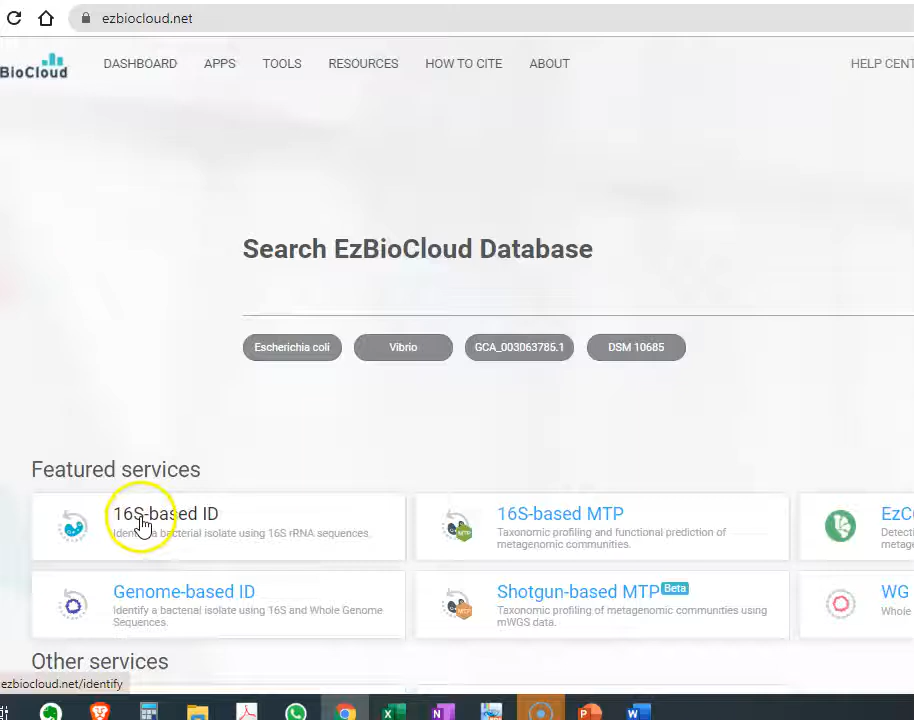 ezbiocloud.net
BioCloud
DASHBOARD APPS TOOLS RESOURCES HOW TO CITE ABOUT HELP CENT
Search EzBioCloud Database
Escherichia coli Vibrio GCA_003063785.1 DSM 10685
Featured services
16S-based ID
Identify a bacterial isolate using 16S rRNA sequences.
16S-based MTP
Taxonomic profiling and functional prediction of
metagenomic communities.
EzC
Detecti
metag
Genome-based ID
Identify a bacterial isolate using 16S and Whole Genome
Sequences.
Shotgun-based MTP Beta
Taxonomic profiling of metagenomic communities using
mWGS data.
WG
Whole
Other services
ezbiocloud.net/identify